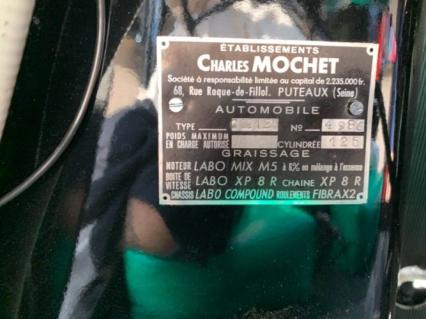 ÉTABLISSEMENTS
CHARLES MOCHET
Société à responsabilité limitée au capital de 2.235.000 fr.
68, Rue Roque-de-Fillol. PUTEAUX (Seine)
AUTOMOBILE
TYPE No
POIDS MAXIMUM
EN CHARGE AUTORISÉ CYLINDRÉE 125
GRAISSAGE
MOTEUR LABO MIX M5 à 6% en mélange à l'essence
BOITE DE VITESSE LABO XP 8 R CHAINE XP 8 R
CHASSIS LABO COMPOUND ROULEMENTS FIBRAX2